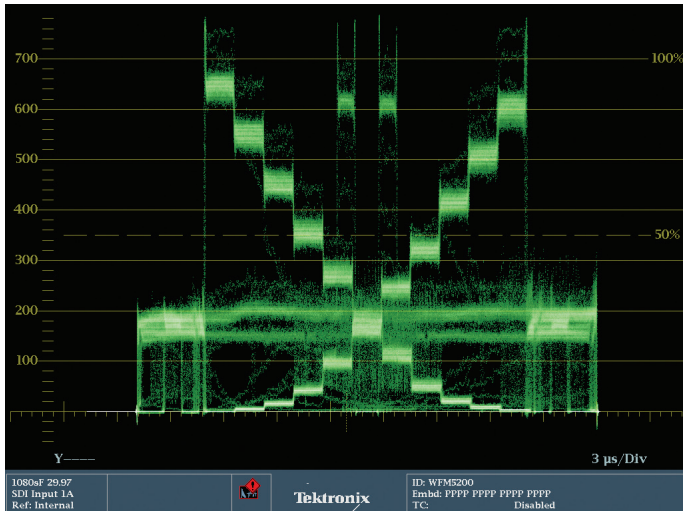 700
100%
600
500
400
50%
300
200
100
Y----
3 µs/Div
1080sF 29.97
SDI Input 1A
Ref: Internal
Tektronix
ID: WFM5200
Embd: PPPP PPPP PPPP PPPP
TC: Disabled